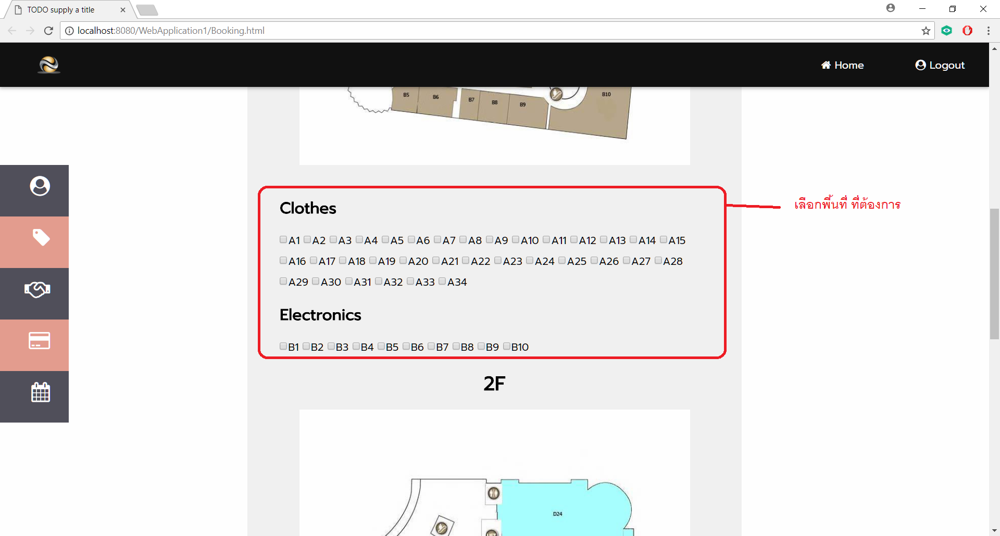 TODO supply a title
localhost:8080/WebApplication1/Booking.html
Home Logout
B5 B6 B7 B8 B9 B10
Clothes
เลือกพื้นที่ ที่ต้องการ
A1 A2 A3 A4 A5 A6 A7 A8 A9 A10 A11 A12 A13 A14 A15
A16 A17 A18 A19 A20 A21 A22 A23 A24 A25 A26 A27 A28
A29 A30 A31 A32 A33 A34
Electronics
B1 B2 B3 B4 B5 B6 B7 B8 B9 B10
2F
D24